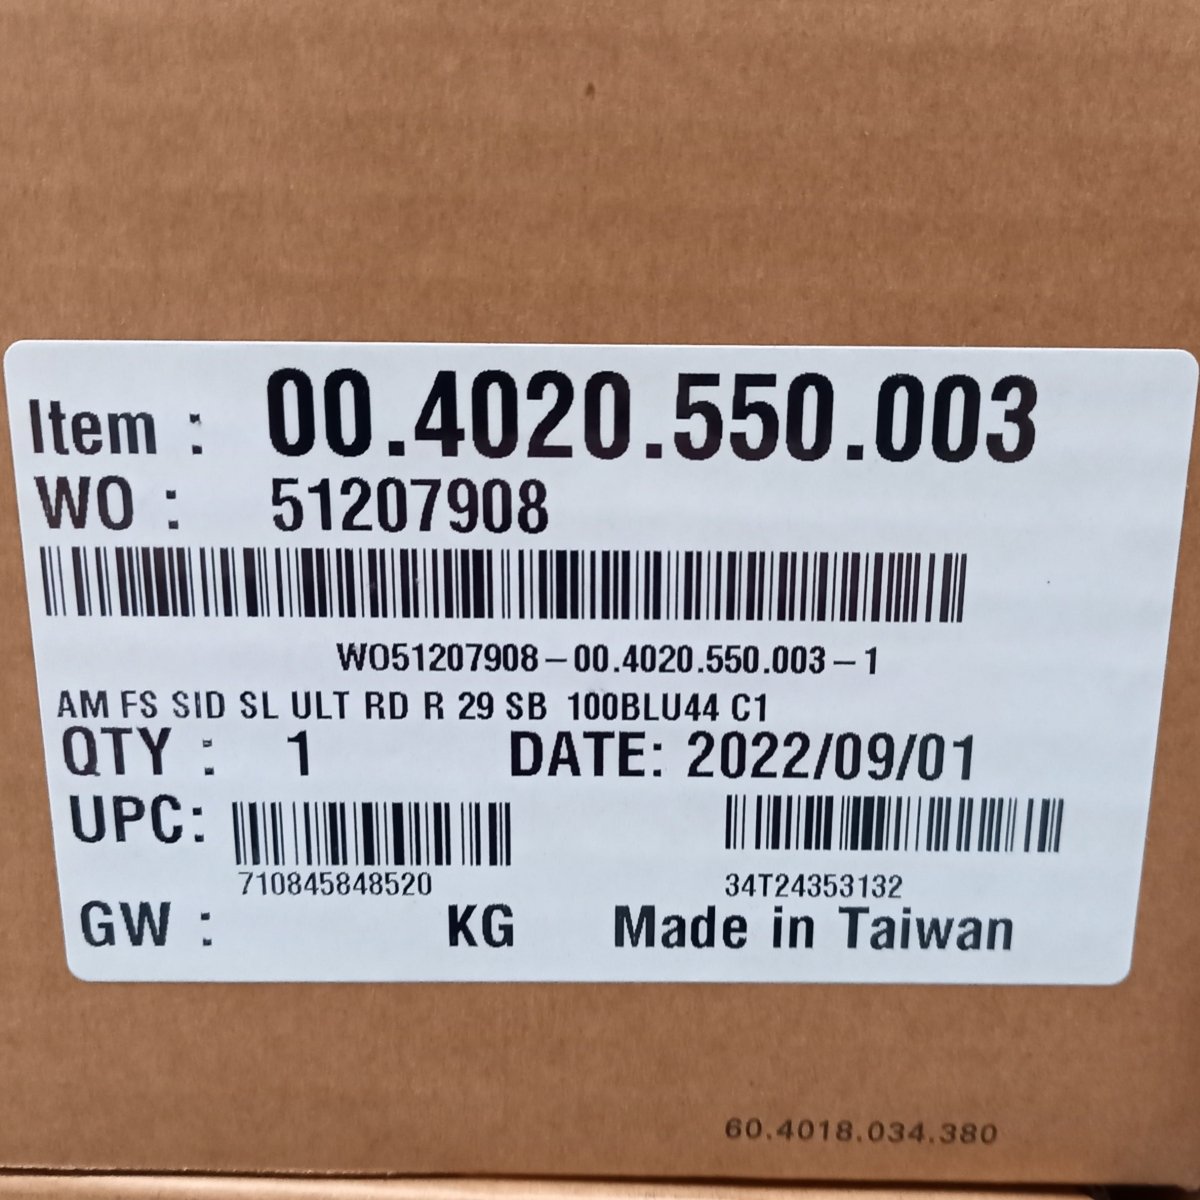 Item : 00.4020.550.003
WO : 51207908
WO51207908-00.4020.550.003-1
AM FS SID SL ULT RD R 29 SB 100BLU44 C1
QTY : 1 DATE: 2022/09/01
UPC:
710845848520 34T24353132
GW : KG Made in Taiwan
60.4018.034.380